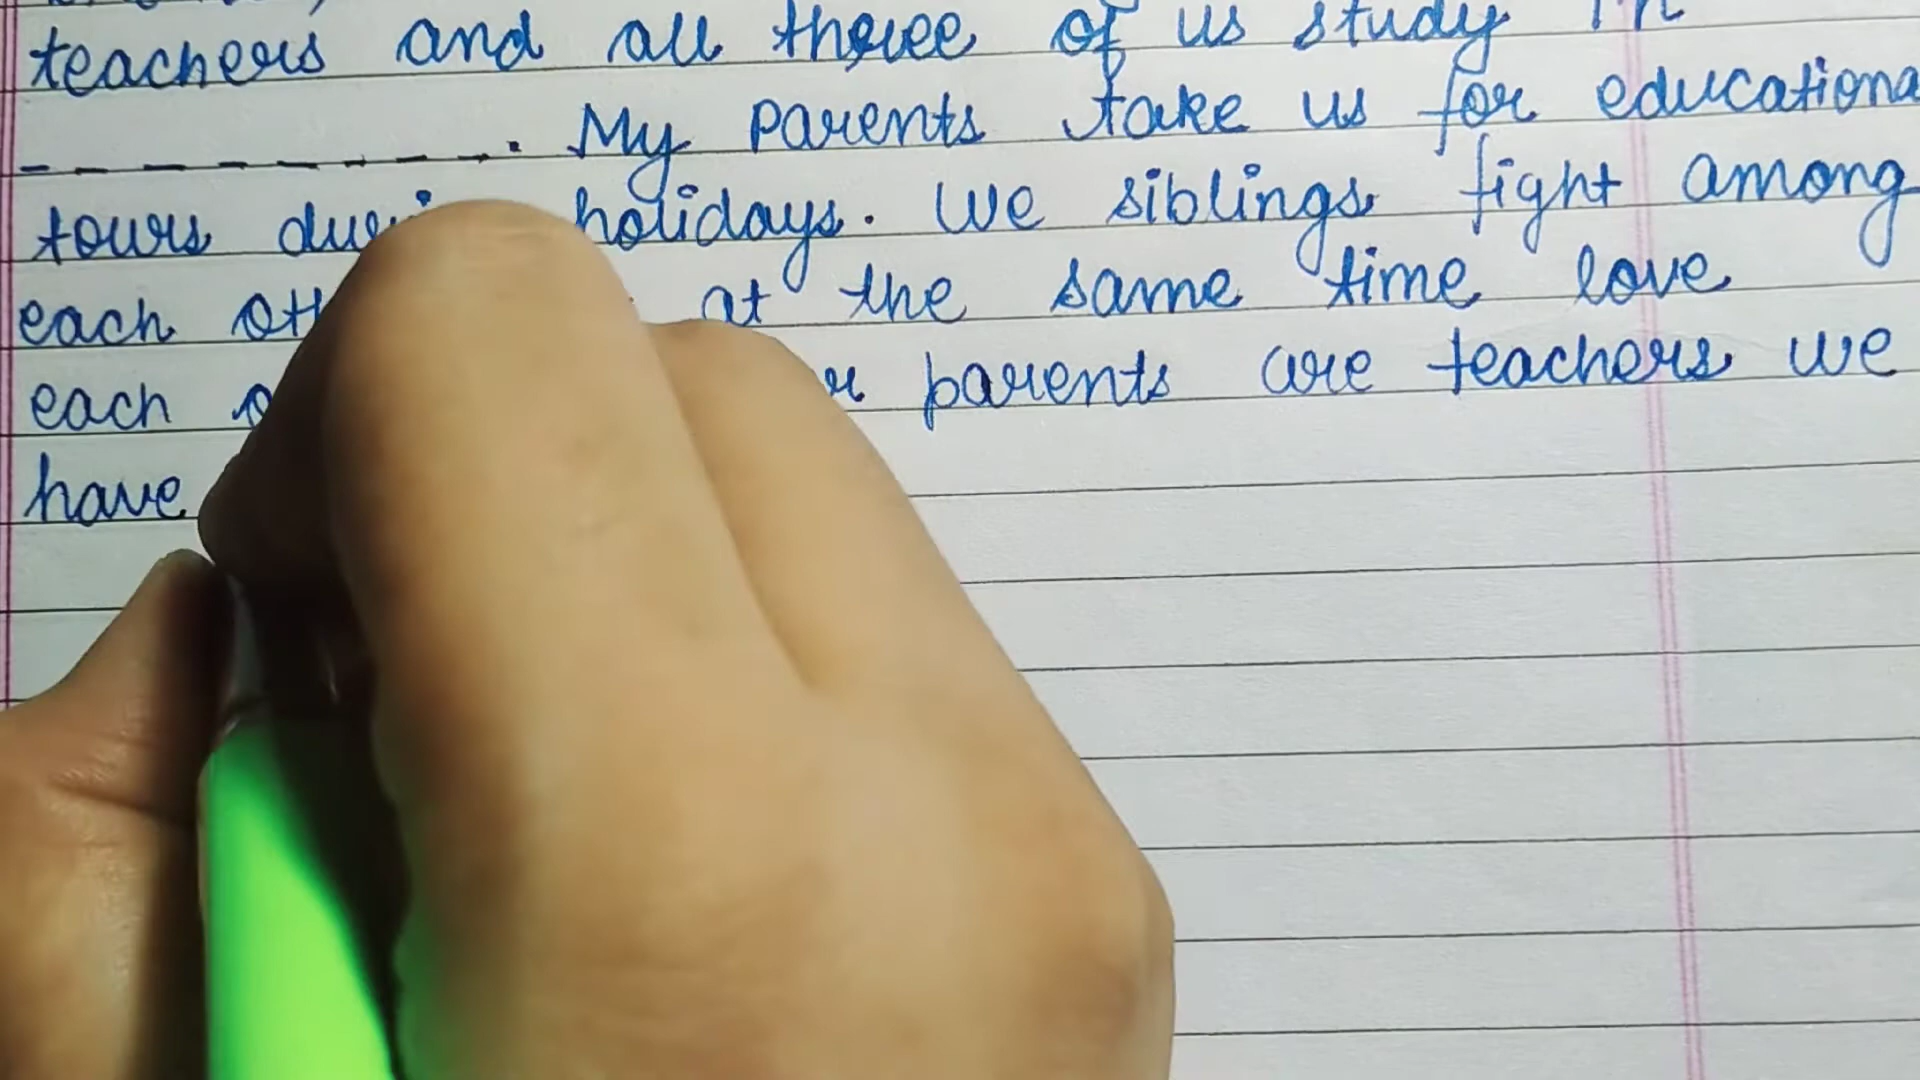 teachers and all three of us study in
_ _ _ _ _ _ _ _ _. My parents take us for educationa
tours holidays. We siblings fight among
each at the same time love
each parents are teachers we
have